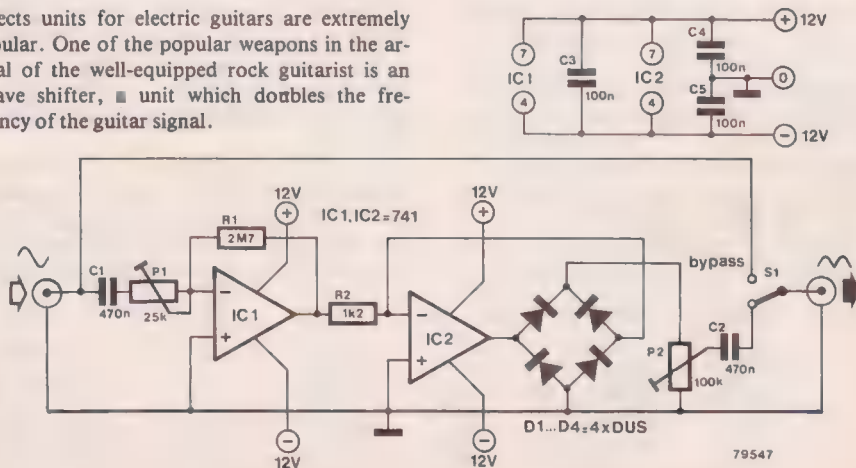 ects units for electric guitars are extremely
pular. One of the popular weapons in the ar-
al of the well-equipped rock guitarist is an
ave shifter, a unit which doubles the fre-
ncy of the guitar signal.
7
IC1
4
C3
100n
7
IC2
4
C4
100n
C5
100n
+ 12V
0
− 12V
12V
+
R1
2M7
IC1, IC2 = 741
12V
+
C1
470n
P1
25k
−
IC1
+
R2
1k2
−
IC2
+
bypass
S1
P2
100k
C2
470n
−
12V
−
12V
D1...D4 = 4xDUS
79547